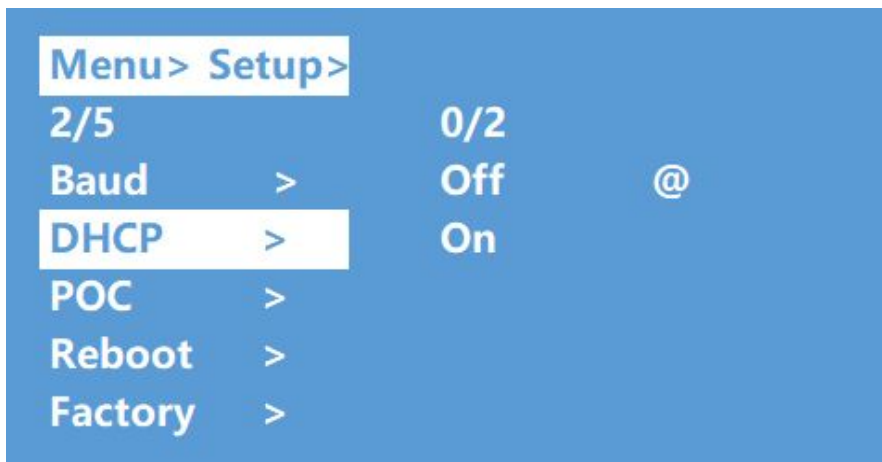 Menu> Setup>
2/5 0/2
Baud > Off @
DHCP > On
POC >
Reboot >
Factory >